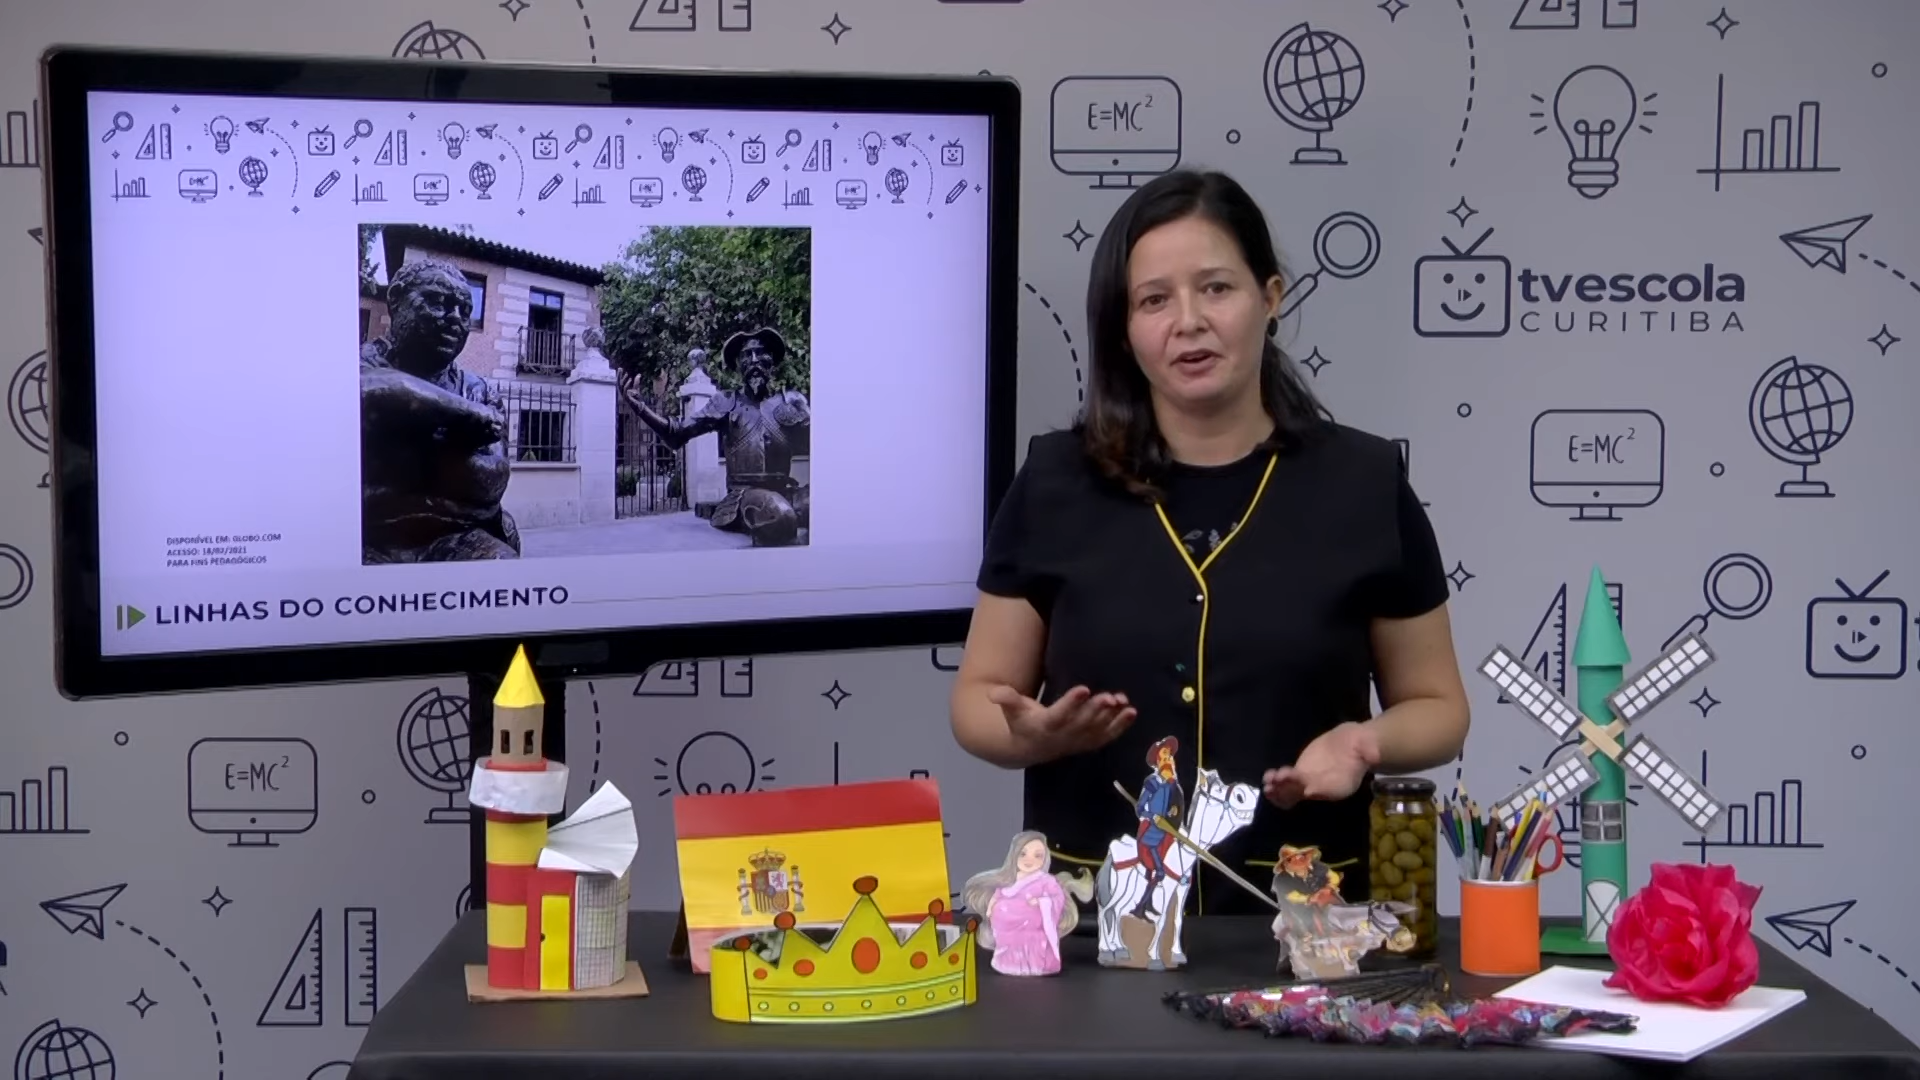 E=MC²
tvescola
CURITIBA
E=MC²
DISPONÍVEL EM: GLOBO.COM
ACESSO: 18/02/2021
PARA FINS PEDAGÓGICOS
LINHAS DO CONHECIMENTO
E=MC²